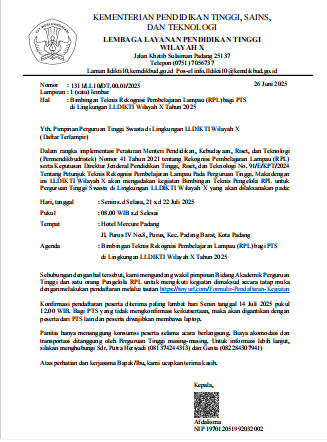 KEMENTERIAN PENDIDIKAN TINGGI, SAINS,
DAN TEKNOLOGI
LEMBAGA LAYANAN PENDIDIKAN TINGGI
WILAYAH X
Jalan Khatib Sulaiman Padang 25137
Telepon (0751) 7056737
Laman lldikti10.kemdikbud.go.id Pos-el info.lldikti10@kemdikbud.go.id
Nomor : 1311/LL10/DT.00.01/2025 26 Juni 2025
Lampiran : 1 (satu) lembar
Hal : Bimbingan Teknis Rekognisi Pembelajaran Lampau (RPL) bagi PTS
di Lingkungan LLDIKTI Wilayah X Tahun 2025
Yth. Pimpinan Perguruan Tinggi Swasta di Lingkungan LLDIKTI Wilayah X
(Daftar Terlampir)
Dalam rangka implementasi Peraturan Menteri Pendidikan, Kebudayaan, Riset, dan Teknologi
(Permendikbudristek) Nomor 41 Tahun 2021 tentang Rekognisi Pembelajaran Lampau (RPL)
serta Keputusan Direktur Jenderal Pendidikan Tinggi, Riset, dan Teknologi No. 91/E/KPT/2024
Tentang Petunjuk Teknis Rekognisi Pembelajaran Lampau Pada Perguruan Tinggi, Maka dengan
ini LLDIKTI Wilayah X akan mengadakan kegiatan Bimbingan Teknis Pengelola RPL untuk
Perguruan Tinggi Swasta di Lingkungan LLDIKTI Wilayah X yang akan dilaksanakan pada:
Hari, tanggal : Senin s.d Selasa, 21 s.d 22 Juli 2025
Pukul : 08.00 WIB s.d Selesai
Tempat : Hotel Mercure Padang
Jl. Purus IV No.8, Purus, Kec. Padang Barat, Kota Padang
Agenda : Bimbingan Teknis Rekognisi Pembelajaran Lampau (RPL) bagi PTS
di Lingkungan LLDIKTI Wilayah X Tahun 2025
Sehubungan dengan hal tersebut, kami mengundang wakil pimpinan Bidang Akademik Perguruan
Tinggi dan satu orang Pengelola RPL untuk mengikuti kegiatan dimaksud secara tatap muka
dengan melakukan pendaftaran melalui tautan https://tiny.url.com/Formulir-Pendaftaran-Kegiatan
Konfirmasi pendaftaran peserta diterima paling lambat hari Senin tanggal 14 Juli 2025 pukul
12.00 WIB. Bagi PTS yang tidak mengkonfirmasi keikutsertaan, maka akan digantikan dengan
peserta dari PTS lain dan peserta diwajibkan membawa laptop.
Panitia hanya menanggung konsumsi peserta selama acara berlangsung. Biaya akomodasi dan
transportasi ditanggung oleh Perguruan Tinggi masing-masing. Untuk informasi lebih lanjut,
silakan menghubungi Sdr. Putra Heriyadi (081374244313) dan Genta (082284307941)
Atas perhatian dan kerjasama Bapak/Ibu, kami ucapkan terima kasih.
Kepala,
Afdalisma
NIP 197012051992032002